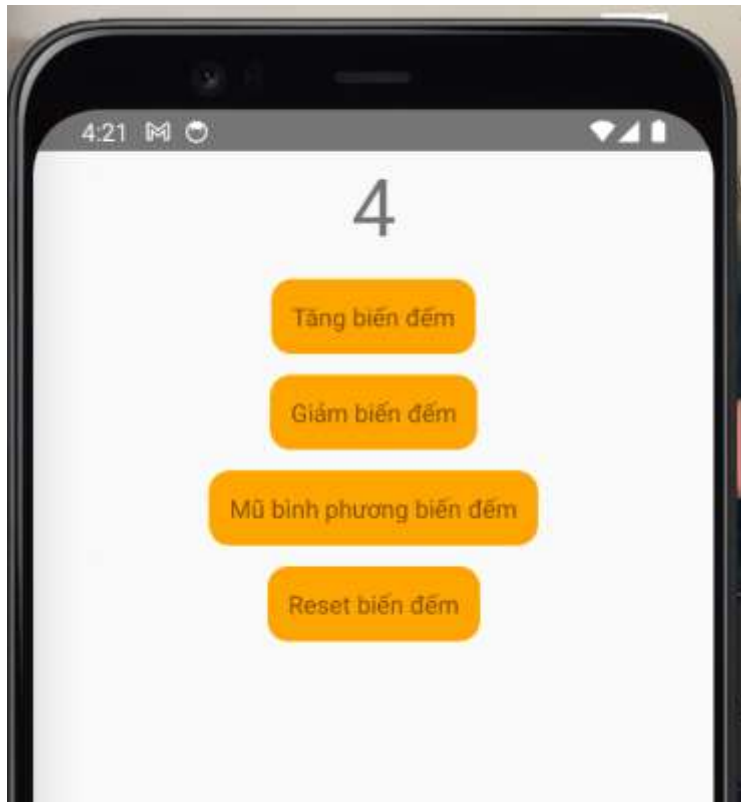 4:21
4
Tăng biến đếm
Giảm biến đếm
Mũ bình phương biến đếm
Reset biến đếm